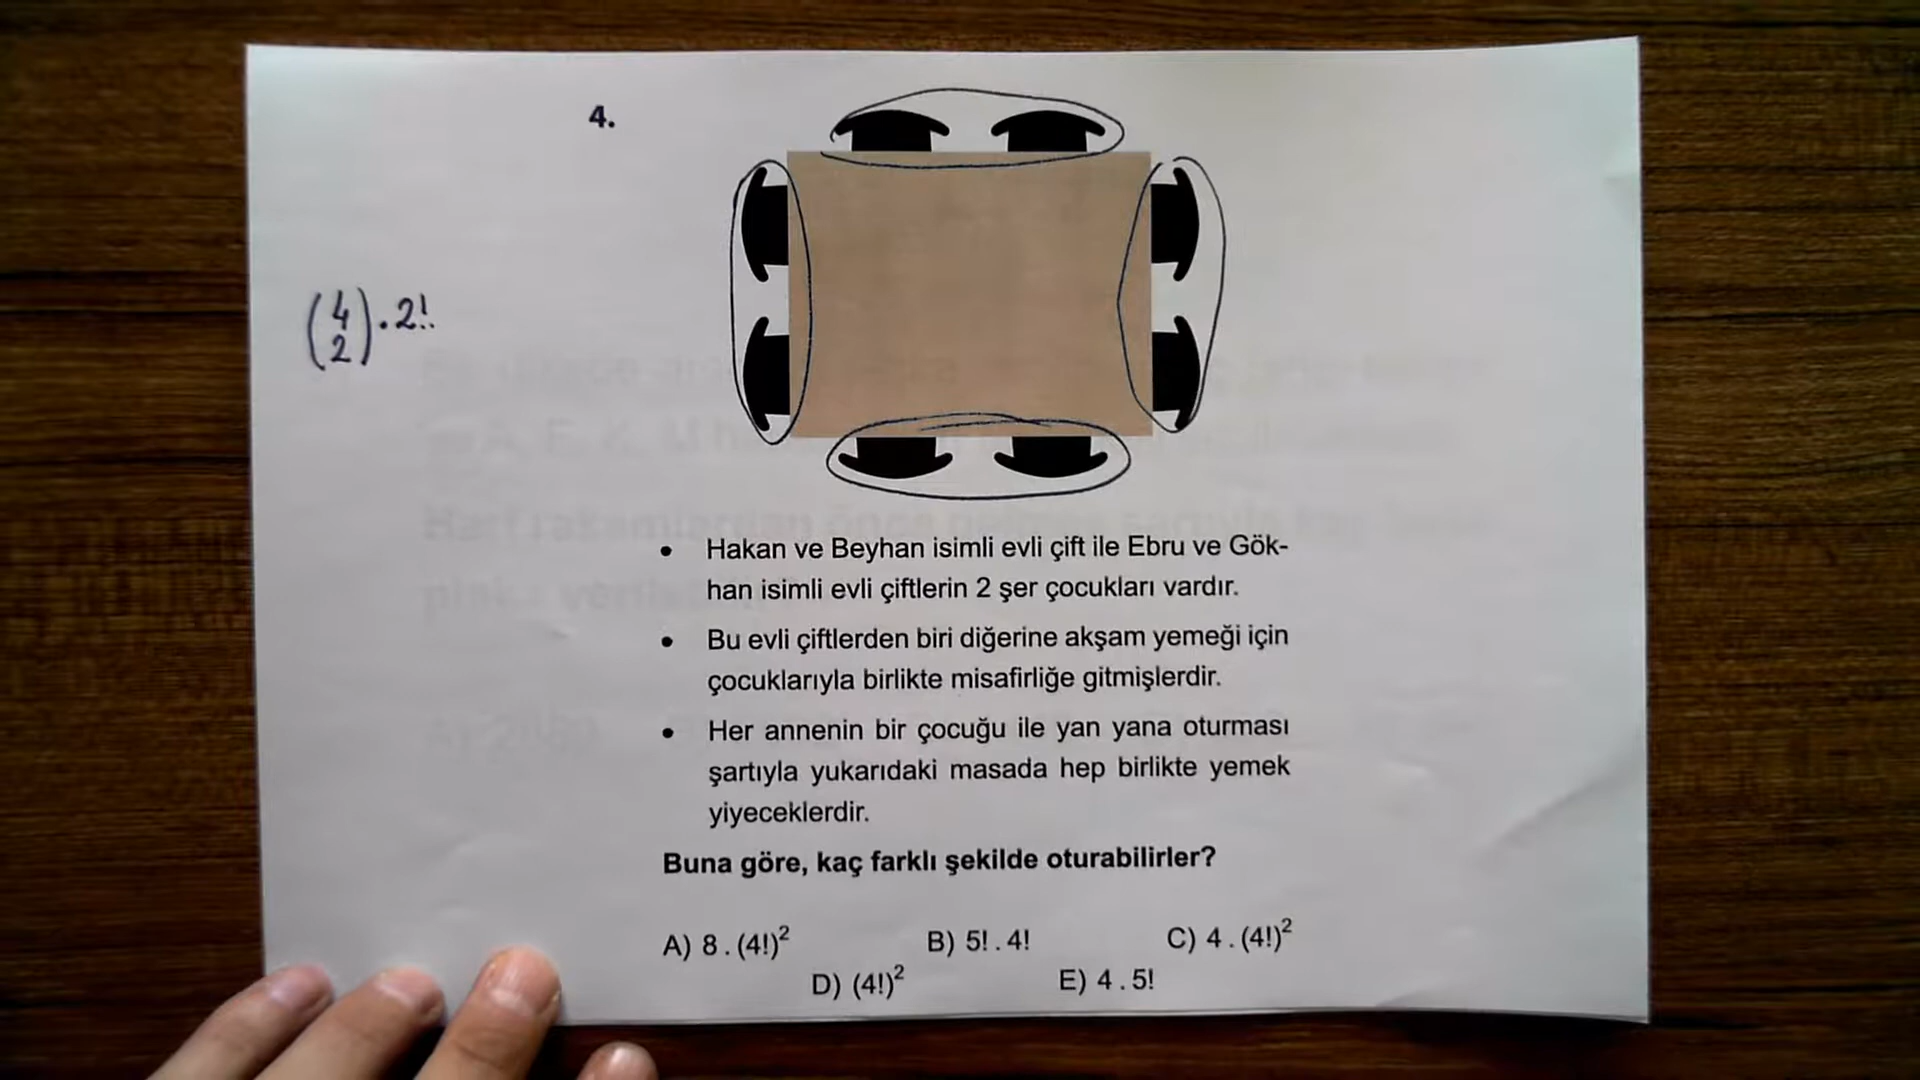 4.
(4 2) . 2!.
• Hakan ve Beyhan isimli evli çift ile Ebru ve Gök-
han isimli evli çiftlerin 2 şer çocukları vardır.
• Bu evli çiftlerden biri diğerine akşam yemeği için
çocuklarıyla birlikte misafirliğe gitmişlerdir.
• Her annenin bir çocuğu ile yan yana oturması
şartıyla yukarıdaki masada hep birlikte yemek
yiyeceklerdir.
Buna göre, kaç farklı şekilde oturabilirler?
A) 8 . (4!)² B) 5! . 4! C) 4 . (4!)²
D) (4!)² E) 4 . 5!